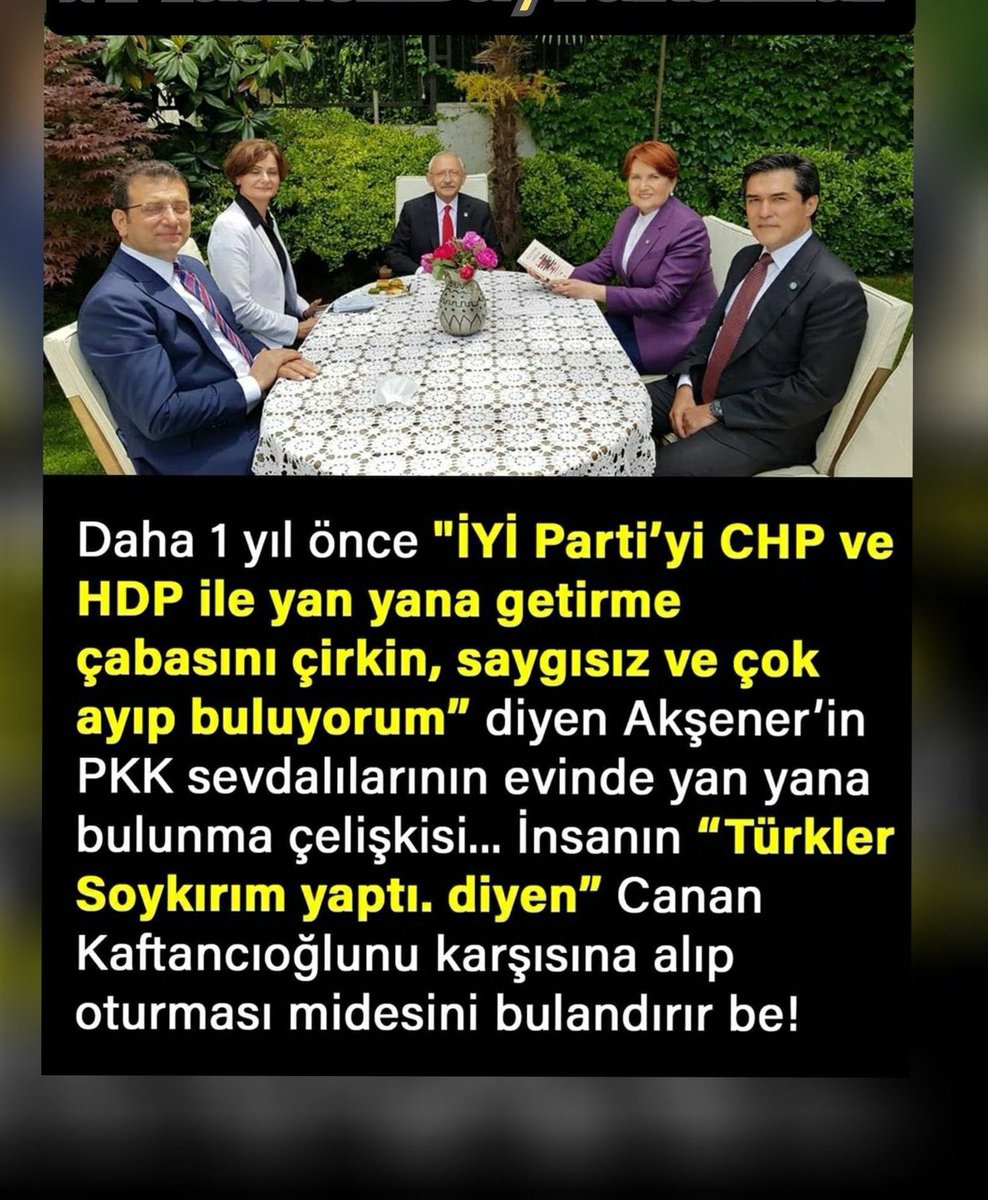 Daha 1 yıl önce "İYİ Parti’yi CHP ve
HDP ile yan yana getirme
çabasını çirkin, saygısız ve çok
ayıp buluyorum” diyen Akşener’in
PKK sevdalılarının evinde yan yana
bulunma çelişkisi... İnsanın “Türkler
Soykırım yaptı. diyen” Canan
Kaftancıoğlunu karşısına alıp
oturması midesini bulandırır be!